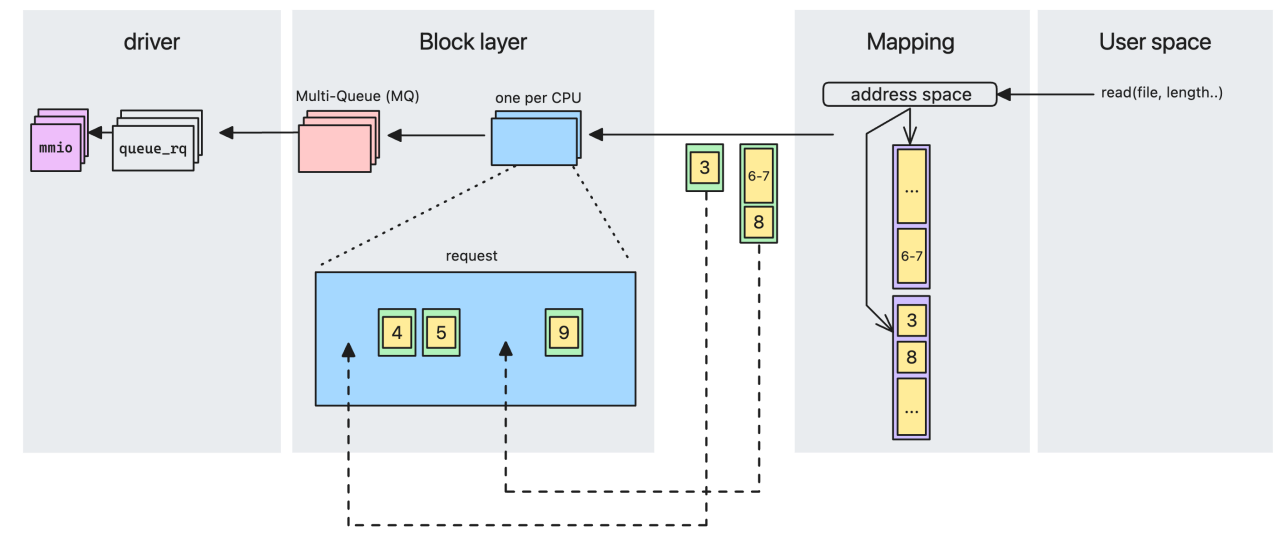 driver
Block layer
Mapping
User space
Multi-Queue (MQ)
one per CPU
address space
read(file, length..)
mmio
queue_rq
3
6-7
8
...
6-7
request
3
8
...
4
5
9